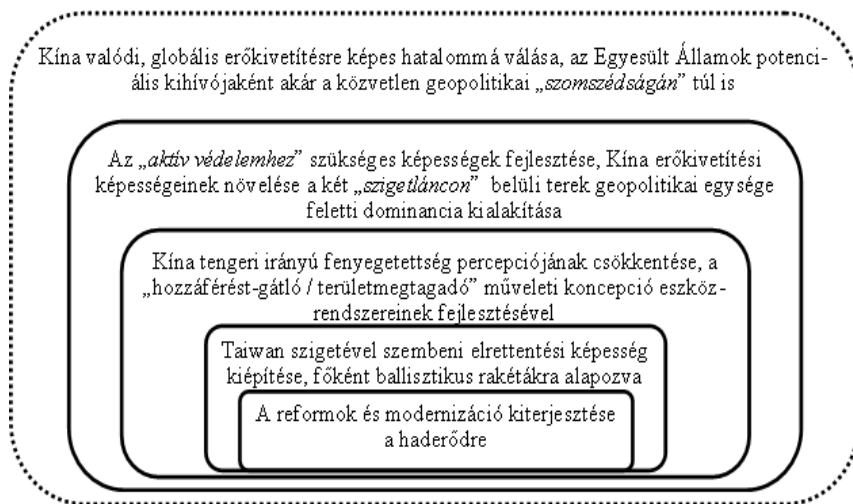 Kína valódi, globális erőkivetítésre képes hatalommá válása, az Egyesült Államok potenci-
ális kihívójaként akár a közvetlen geopolitikai „szomszédságán” túl is
Az „aktív védelemhez” szükséges képességek fejlesztése, Kína erőkivetítési
képességeinek növelése a két „szigetláncon” belüli terek geopolitikai egysége
feletti dominancia kialakítása
Kína tengeri irányú fenyegetettség percepciójának csökkentése, a
„hozzáférést-gátló / területmegtagadó” műveleti koncepció eszköz-
rendszereinek fejlesztésével
Taiwan szigetével szembeni elrettentési képesség
kiépítése, főként ballisztikus rakétákra alapozva
A reformok és modernizáció kiterjesztése
a haderődre